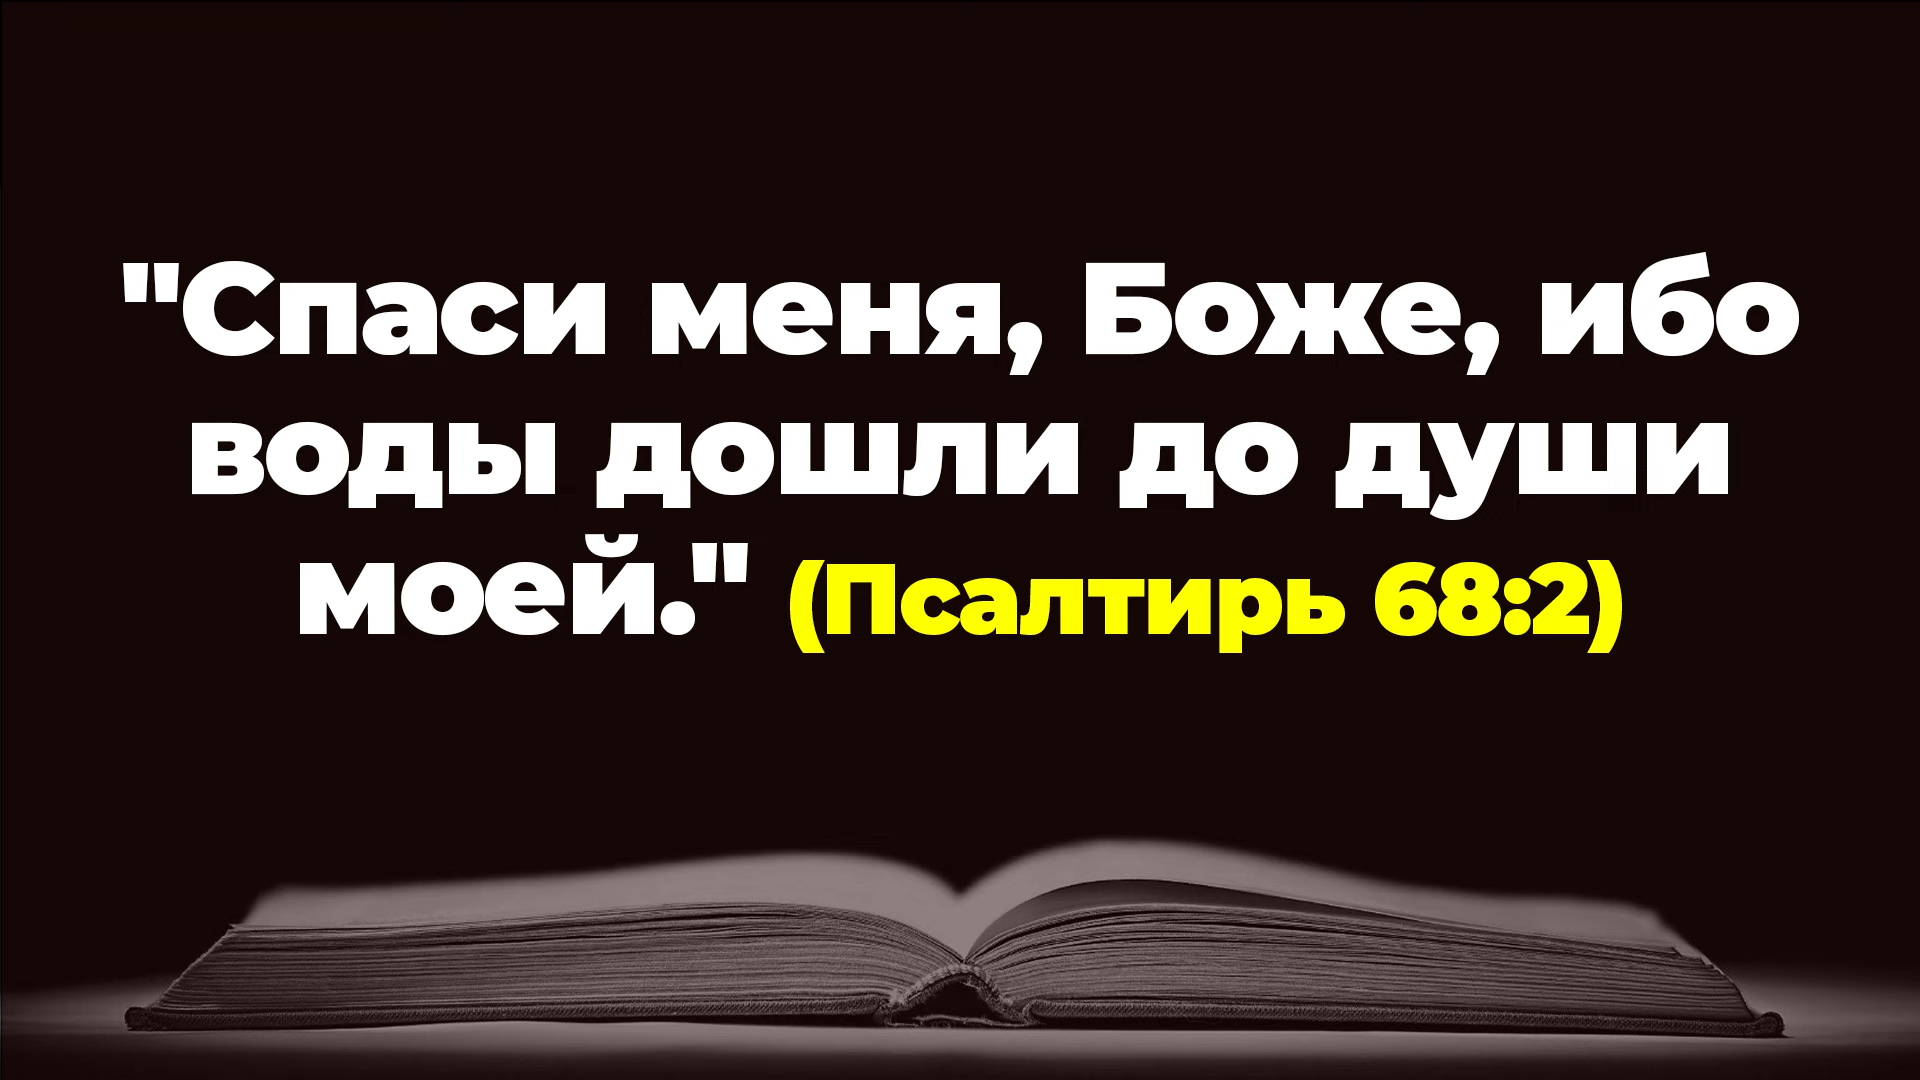 "Спаси меня, Боже, ибо
воды дошли до души
моей." (Псалтирь 68:2)